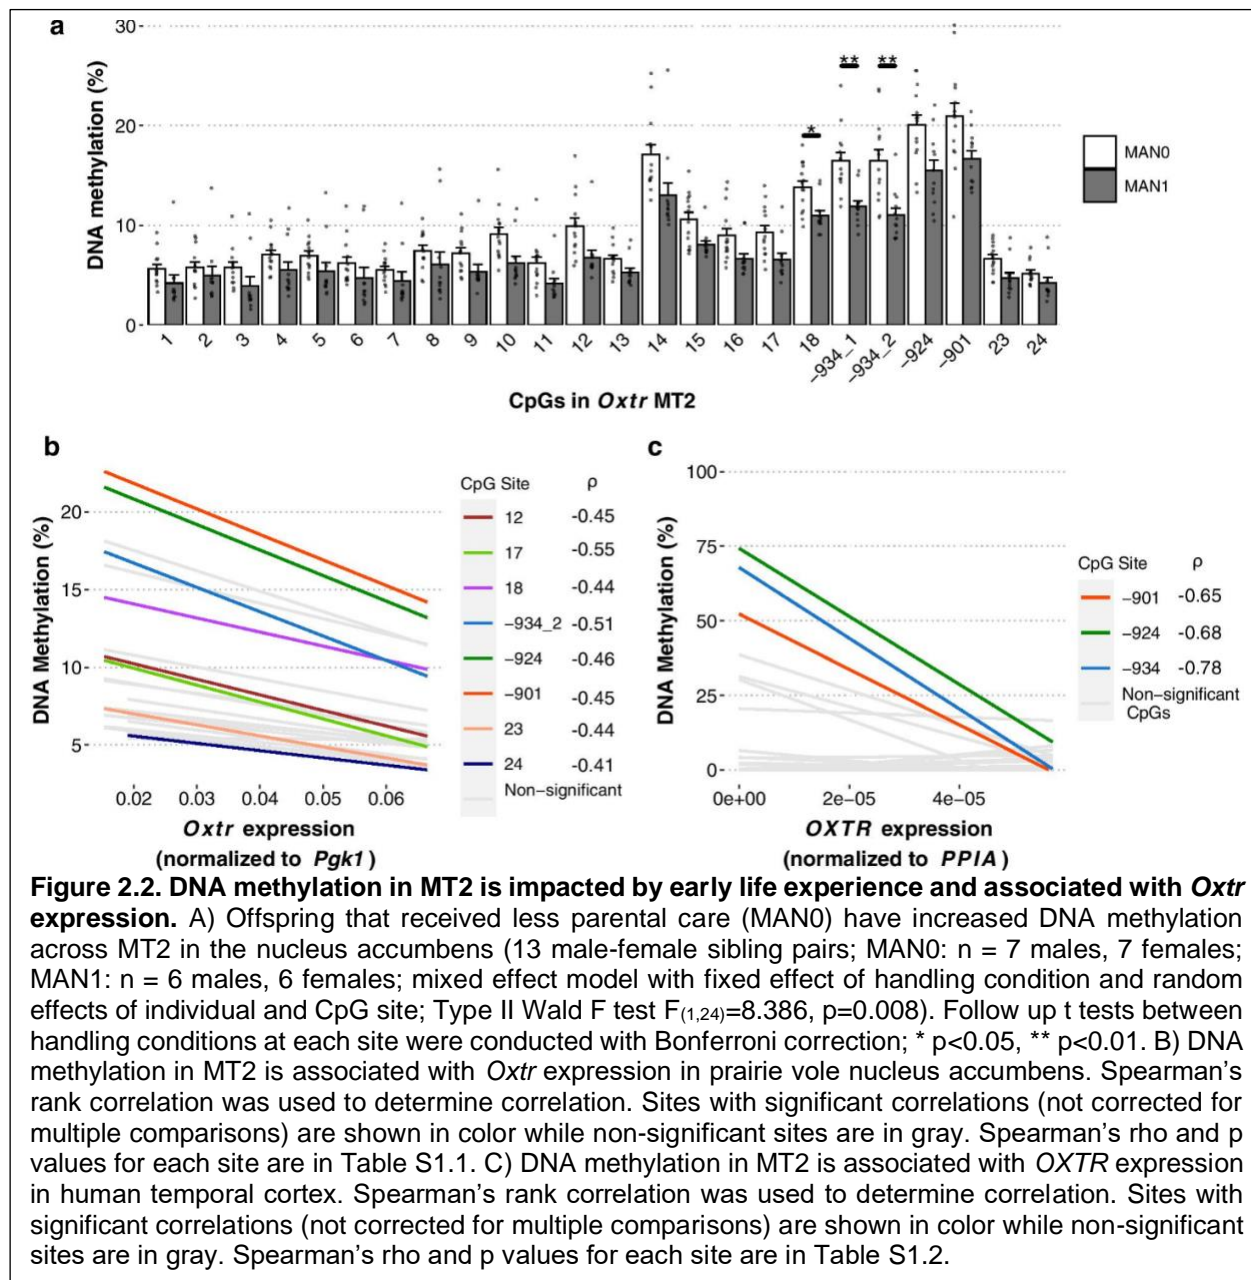 a
30
20
10
0
DNA methylation (%)
*
**
**
MAN0
MAN1
1
2
3
4
5
6
7
8
9
10
11
12
13
14
15
16
17
18
−934_1
−934_2
−924
−901
23
24
CpGs in Oxtr MT2
b
DNA Methylation (%)
20
15
10
5
0.02
0.03
0.04
0.05
0.06
Oxtr expression
(normalized to Pgk1)
CpG Site ρ
12 -0.45
17 -0.55
18 -0.44
−934_2 -0.51
−924 -0.46
−901 -0.45
23 -0.44
24 -0.41
Non−significant
c
DNA Methylation (%)
100
75
50
25
0
0e+00
2e−05
4e−05
OXTR EXPRESSION
(normalized to PPIA)
CpG Site ρ
−901 -0.65
−924 -0.68
−934 -0.78
Non−significant
CpGs
Figure 2.2. DNA methylation in MT2 is impacted by early life experience and associated with Oxtr
expression. A) Offspring that received less parental care (MAN0) have increased DNA methylation
across MT2 in the nucleus accumbens (13 male-female sibling pairs; MAN0: n = 7 males, 7 females;
MAN1: n = 6 males, 6 females; mixed effect model with fixed effect of handling condition and random
effects of individual and CpG site; Type II Wald F test F(1,24)=8.386, p=0.008). Follow up t tests between
handling conditions at each site were conducted with Bonferroni correction; * p<0.05, ** p<0.01. B) DNA
methylation in MT2 is associated with Oxtr expression in prairie vole nucleus accumbens. Spearman’s
rank correlation was used to determine correlation. Sites with significant correlations (not corrected for
multiple comparisons) are shown in color while non-significant sites are in gray. Spearman’s rho and p
values for each site are in Table S1.1. C) DNA methylation in MT2 is associated with OXTR expression
in human temporal cortex. Spearman’s rank correlation was used to determine correlation. Sites with
significant correlations (not corrected for multiple comparisons) are shown in color while non-significant
sites are in gray. Spearman’s rho and p values for each site are in Table S1.2.